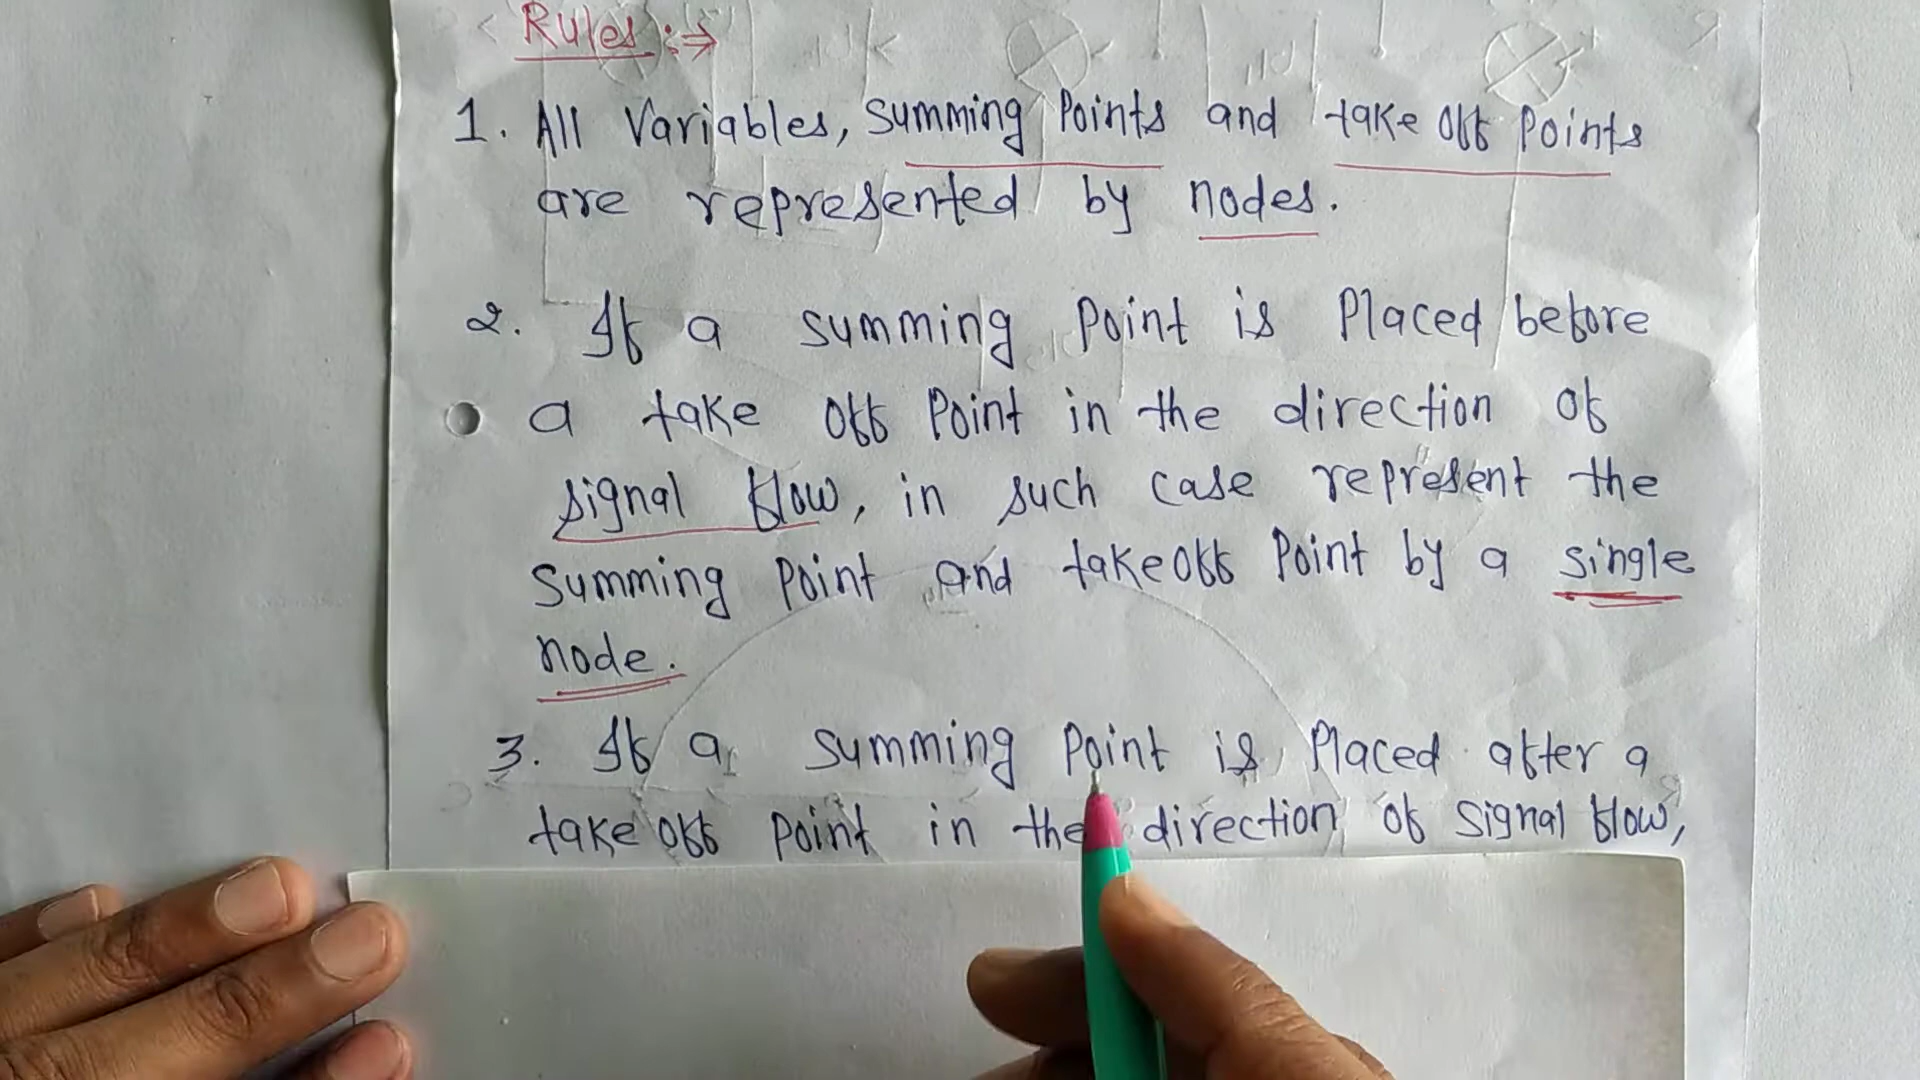 Rules :⇒
1. All Variables, Summing Points and take off Points
are represented by nodes.
2. If a summing Point is Placed before
a take off Point in the direction of
signal flow, in such case represent the
Summing Point and takeoff Point by a single
node.
3. If a summing Point is Placed after a
take off Point in the direction of signal flow,